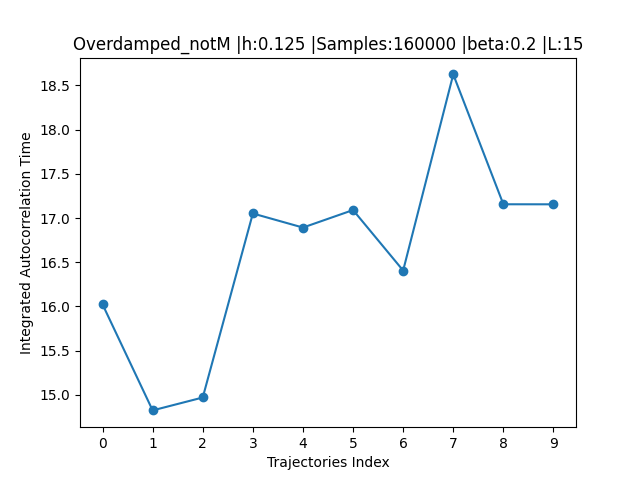 Overdamped_notM |h:0.125 |Samples:160000 |beta:0.2 |L:15
18.5
18.0
17.5
17.0
16.5
16.0
15.5
15.0
Integrated Autocorrelation Time
0 1 2 3 4 5 6 7 8 9
Trajectories Index